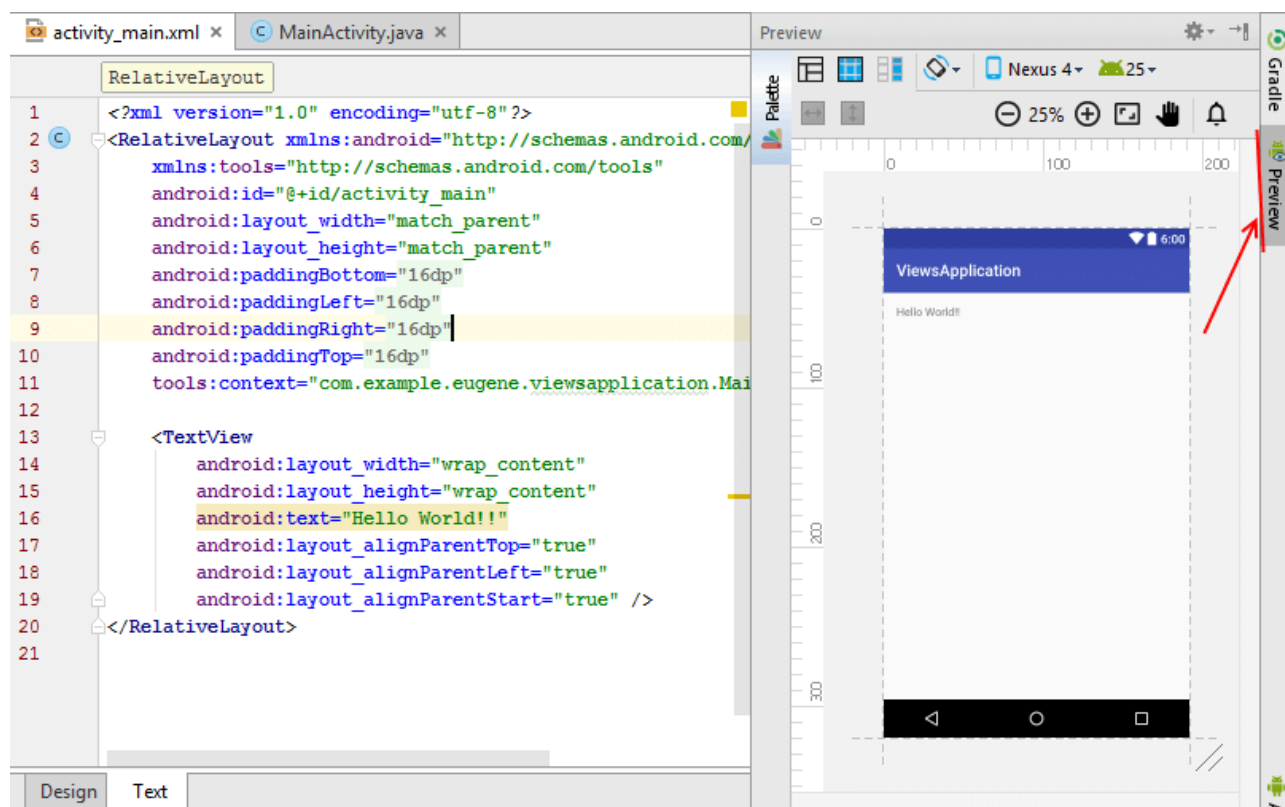 activity_main.xml × MainActivity.java ×
RelativeLayout
1 <?xml version="1.0" encoding="utf-8"?>
2 <RelativeLayout xmlns:android="http://schemas.android.com/
3 xmlns:tools="http://schemas.android.com/tools"
4 android:id="@+id/activity_main"
5 android:layout_width="match_parent"
6 android:layout_height="match_parent"
7 android:paddingBottom="16dp"
8 android:paddingLeft="16dp"
9 android:paddingRight="16dp"
10 android:paddingTop="16dp"
11 tools:context="com.example.eugene.viewsapplication.Mai
12
13 <TextView
14 android:layout_width="wrap_content"
15 android:layout_height="wrap_content"
16 android:text="Hello World!!"
17 android:layout_alignParentTop="true"
18 android:layout_alignParentLeft="true"
19 android:layout_alignParentStart="true" />
20 </RelativeLayout>
21
Design Text
Preview
Palette
Nexus 4 25
25%
0 100 200
0
100
200
300
6:00
ViewsApplication
Hello World!!
Gradle
Preview